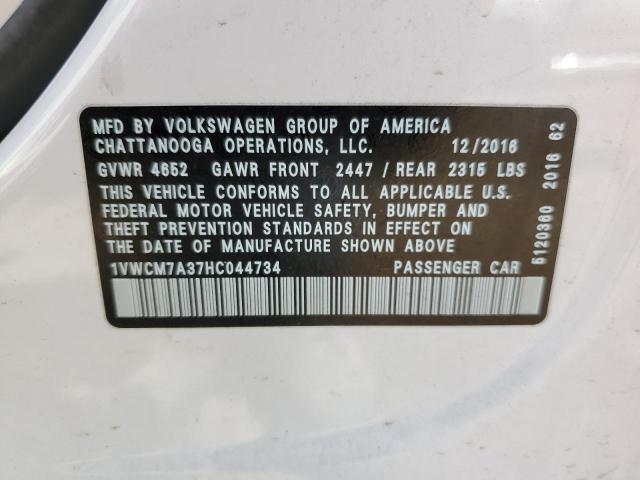 MFD BY VOLKSWAGEN GROUP OF AMERICA
CHATTANOOGA OPERATIONS, LLC. 12/2016
GVWR 4652 GAWR FRONT 2447 / REAR 2315 LBS
THIS VEHICLE CONFORMS TO ALL APPLICABLE U.S.
FEDERAL MOTOR VEHICLE SAFETY, BUMPER AND
THEFT PREVENTION STANDARDS IN EFFECT ON
THE DATE OF MANUFACTURE SHOWN ABOVE
1VWCM7A37HC044734 PASSENGER CAR
6120360 2016 62